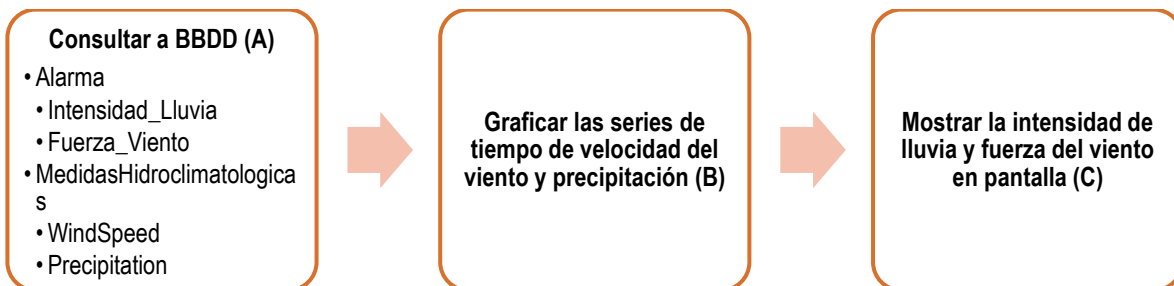 Consultar a BBDD (A)
• Alarma
• Intensidad_Lluvia
• Fuerza_Viento
• MedidasHidroclimatologica
s
• WindSpeed
• Precipitation
Graficar las series de
tiempo de velocidad del
viento y precipitación (B)
Mostrar la intensidad de
lluvia y fuerza del viento
en pantalla (C)